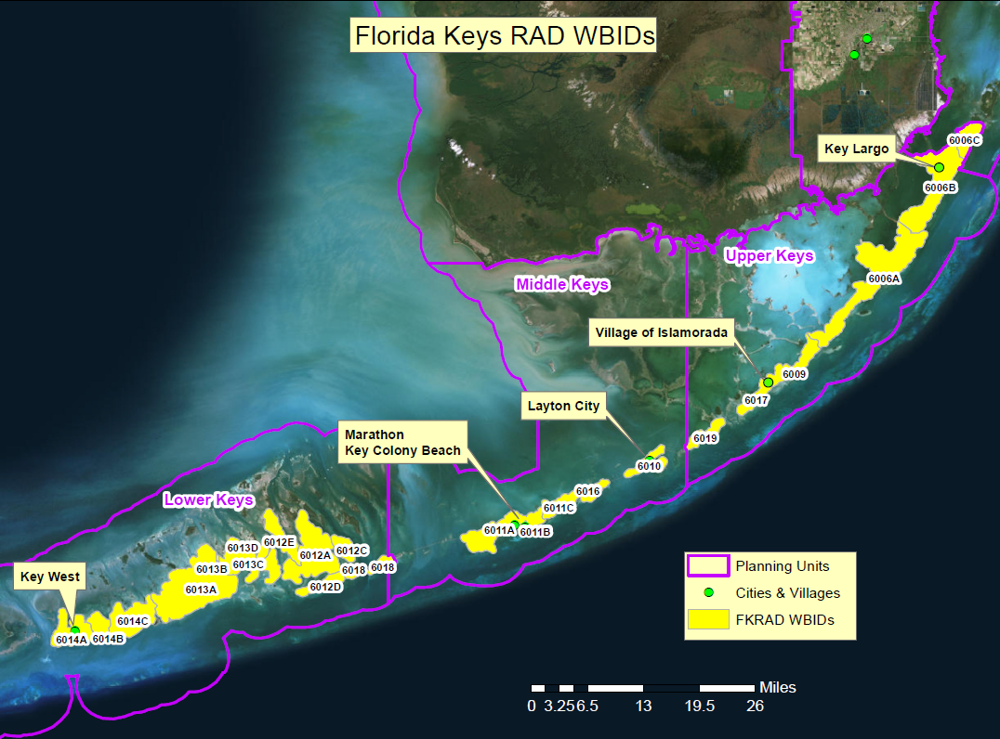 Florida Keys RAD WBIDs
6006C
Key Largo
6006B
Upper Keys
6006A
Middle Keys
Village of Islamorada
6009
6017
Layton City
6019
Marathon
Key Colony Beach
6010
6016
6011C
6011A
6011B
Lower Keys
6013D
6012E
6012C
6012A
6013C
6013B
6018
6018
6012D
6013A
Key West
6014C
6014A
6014B
Planning Units
Cities & Villages
FKRAD WBIDs
Miles
0 3.25 6.5 13 19.5 26